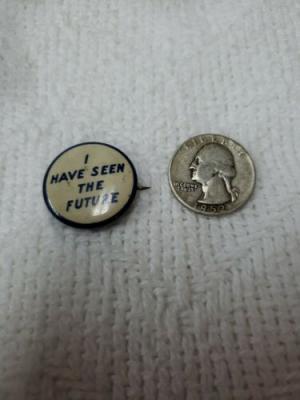 I
HAVE SEEN
THE
FUTURE
LIBERTY